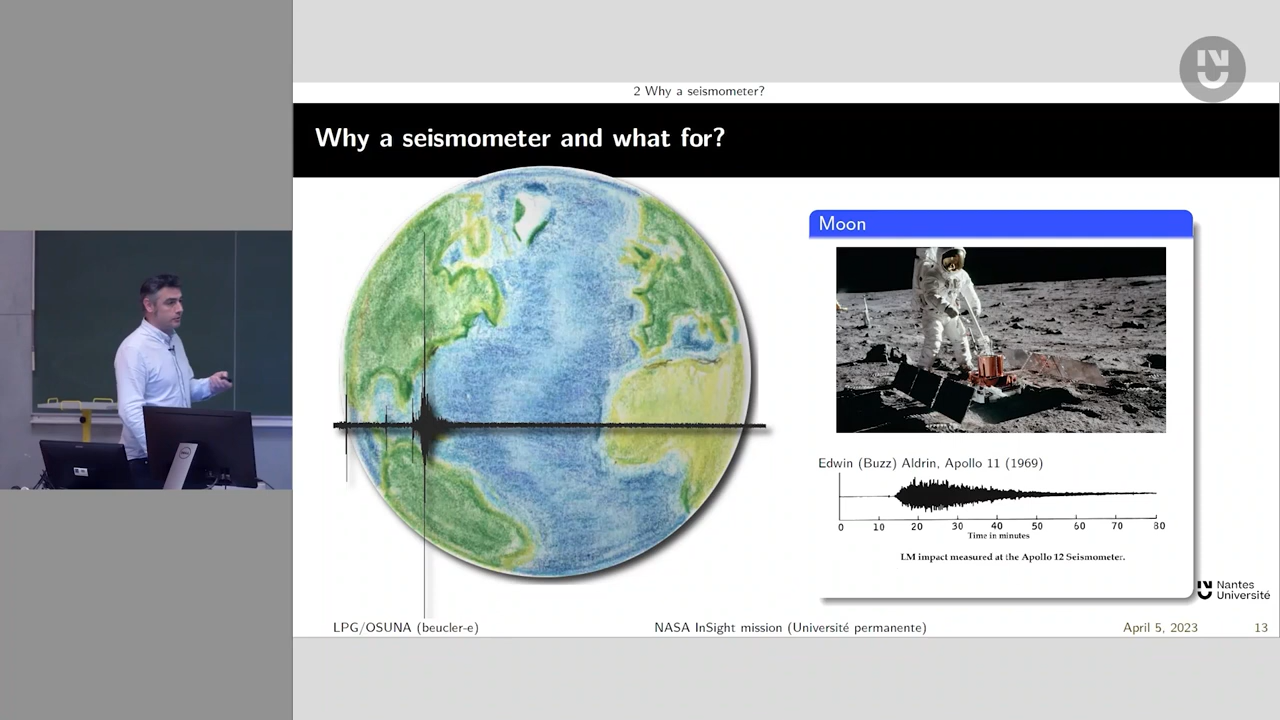 2 Why a seismometer?
Why a seismometer and what for?
Moon
Edwin (Buzz) Aldrin, Apollo 11 (1969)
0 10 20 30 40 50 60 70 80
Time in minutes
LM impact measured at the Apollo 12 Seismometer.
Nantes
Université
LPG/OSUNA (beucler-e)
NASA InSight mission (Université permanente)
April 5, 2023
13